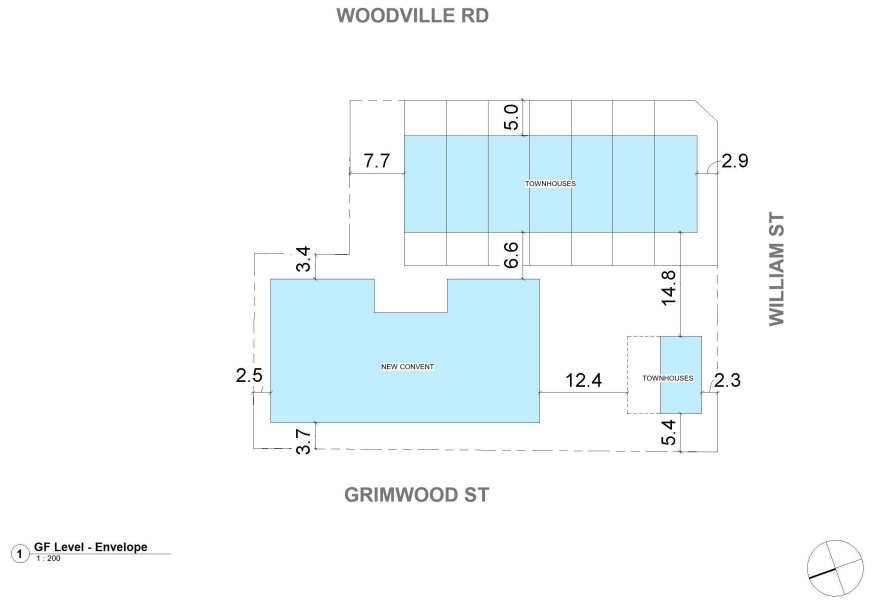 WOODVILLE RD
5.0
7.7
2.9
TOWNHOUSES
WILLIAM ST
3.4
6.6
14.8
NEW CONVENT
2.5
12.4
TOWNHOUSES
2.3
3.7
5.4
GRIMWOOD ST
1 GF Level - Envelope
1 : 200